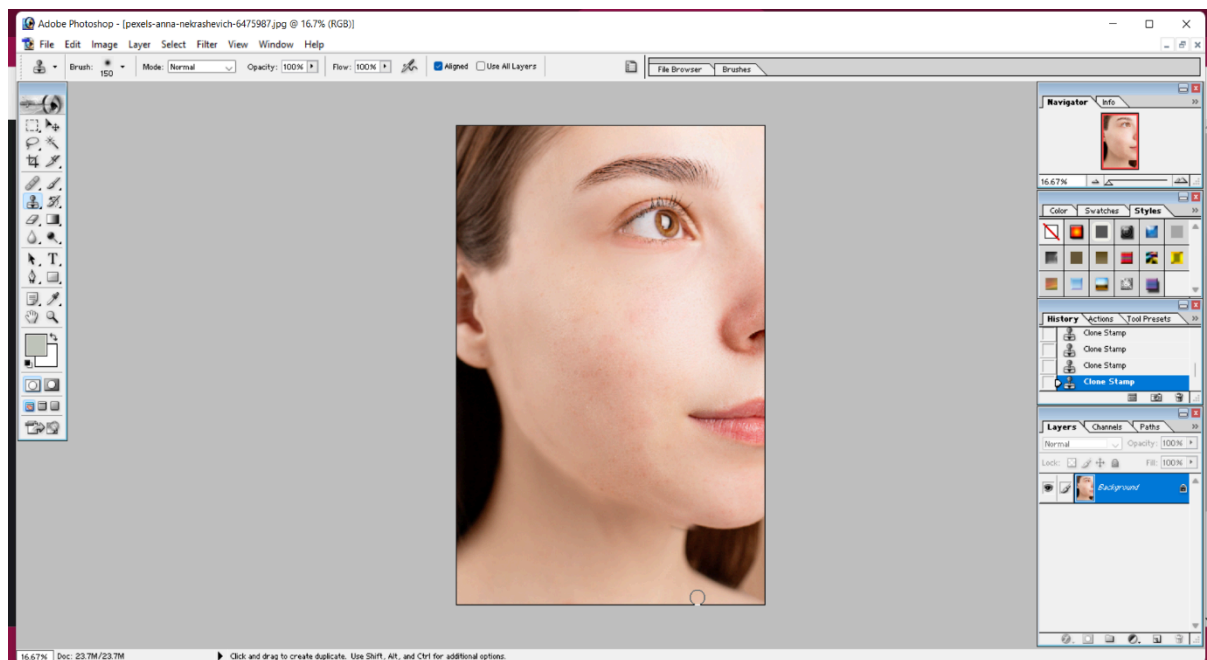 Adobe Photoshop - [pexels-anna-nekrashevich-6475987.jpg @ 16.7% (RGB)]
File Edit Image Layer Select Filter View Window Help
Brush: 150 Mode: Normal Opacity: 100% Flow: 100% Aligned Use All Layers File Browser Brushes
Navigator Info
16.67%
Color Swatches Styles
History Actions Tool Presets
Clone Stamp
Clone Stamp
Clone Stamp
Clone Stamp
Layers Channels Paths
Normal Opacity: 100%
Lock: Fill: 100%
Background
16.67% Doc: 23.7M/23.7M Click and drag to create duplicate. Use Shift, Alt, and Ctrl for additional options.